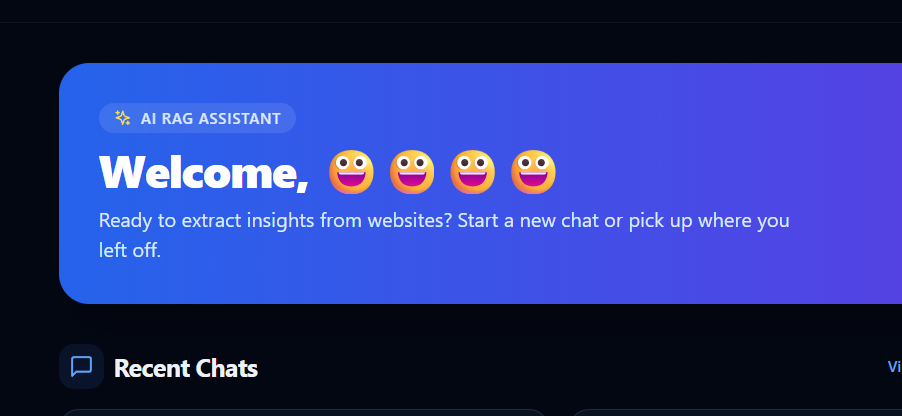 AI RAG ASSISTANT
Welcome, 😀 😀 😀 😀
Ready to extract insights from websites? Start a new chat or pick up where you
left off.
Recent Chats
Vi